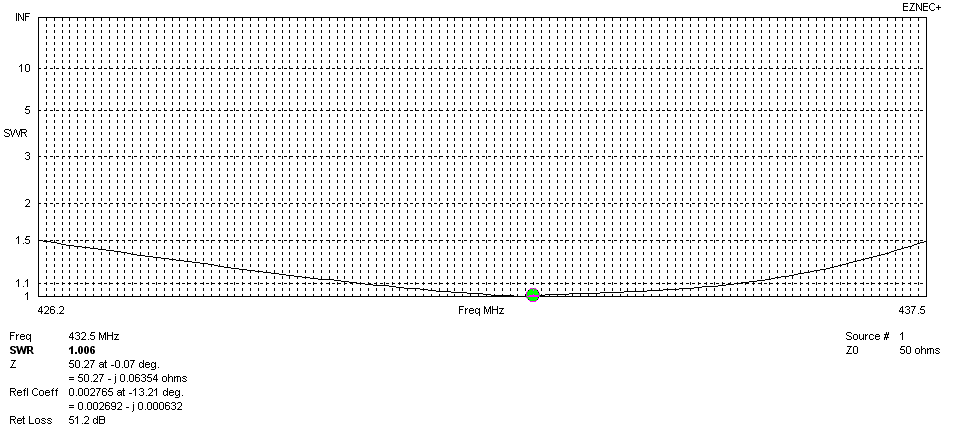 EZNEC+
INF
10
5
SWR
3
2
1.5
1.1
1
426.2 Freq MHz 437.5
Freq 432.5 MHz Source # 1
SWR 1.006 Z0 50 ohms
Z 50.27 at -0.07 deg.
= 50.27 - j 0.06354 ohms
Refl Coeff 0.002765 at -13.21 deg.
= 0.002692 - j 0.000632
Ret Loss 51.2 dB